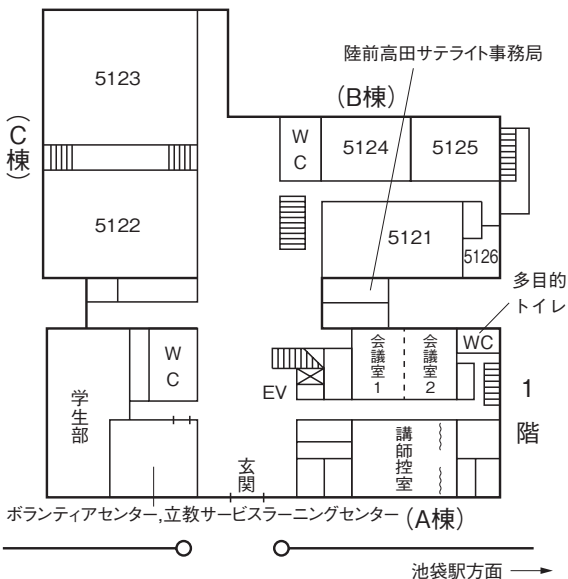 陸前高田サテライト事務局
5123
(B棟)
(C棟)
WC
5124
5125
5122
5121
5126
多目的
トイレ
WC
会議室1
会議室2
WC
EV
学生部
1階
講師控室
玄関
ボランティアセンター,立教サービスラーニングセンター
(A棟)
池袋駅方面